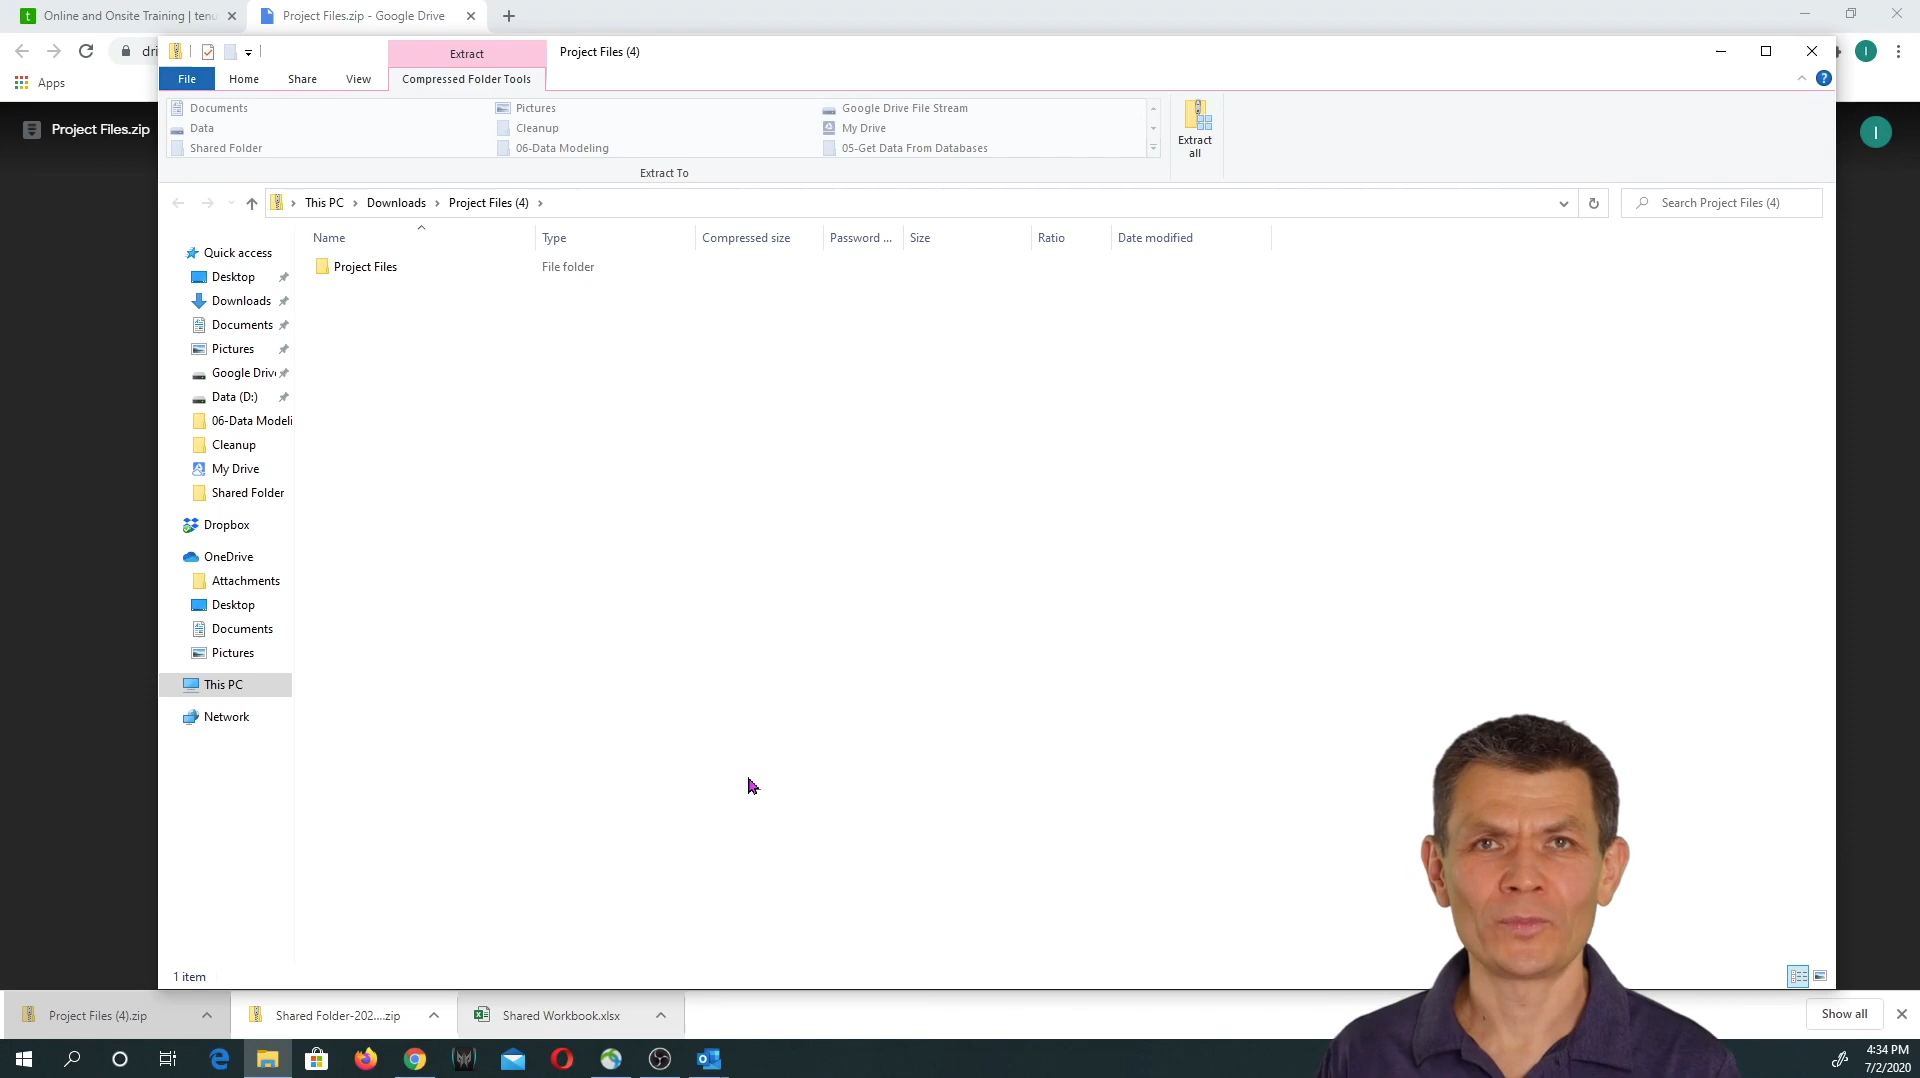 Online and Onsite Training | tenu
Project Files.zip - Google Drive
Extract
Project Files (4)
dri
File
Home
Share
View
Compressed Folder Tools
Apps
Documents
Pictures
Google Drive File Stream
Data
Cleanup
My Drive
Shared Folder
06-Data Modeling
05-Get Data From Databases
Extract all
Extract To
Project Files.zip
I
I
This PC
Downloads
Project Files (4)
Search Project Files (4)
Name
Type
Compressed size
Password ...
Size
Ratio
Date modified
Project Files
File folder
Quick access
Desktop
Downloads
Documents
Pictures
Google Driv
Data (D:)
06-Data Modeli
Cleanup
My Drive
Shared Folder
Dropbox
OneDrive
Attachments
Desktop
Documents
Pictures
This PC
Network
1 item
Project Files (4).zip
Shared Folder-202....zip
Shared Workbook.xlsx
Show all
4:34 PM
7/2/2020